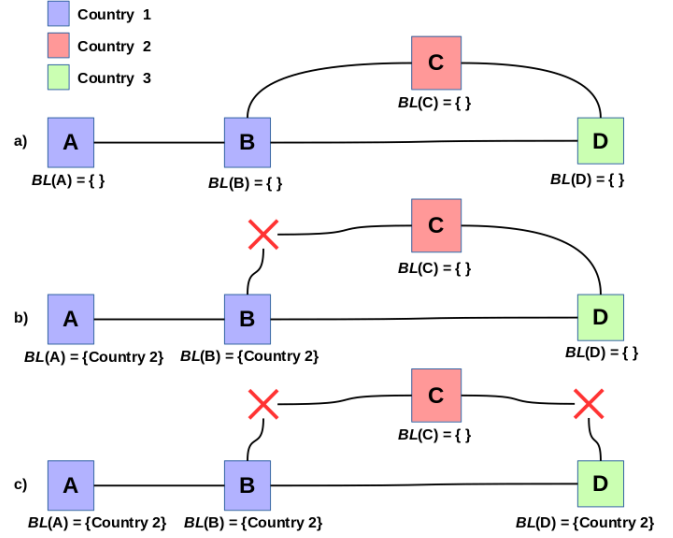 Country 1
Country 2
Country 3
C
BL(C) = { }
a)
A
B
D
BL(A) = { }
BL(B) = { }
BL(D) = { }
C
BL(C) = { }
b)
A
B
D
BL(A) = {Country 2}
BL(B) = {Country 2}
BL(D) = { }
C
BL(C) = { }
c)
A
B
D
BL(A) = {Country 2}
BL(B) = {Country 2}
BL(D) = {Country 2}